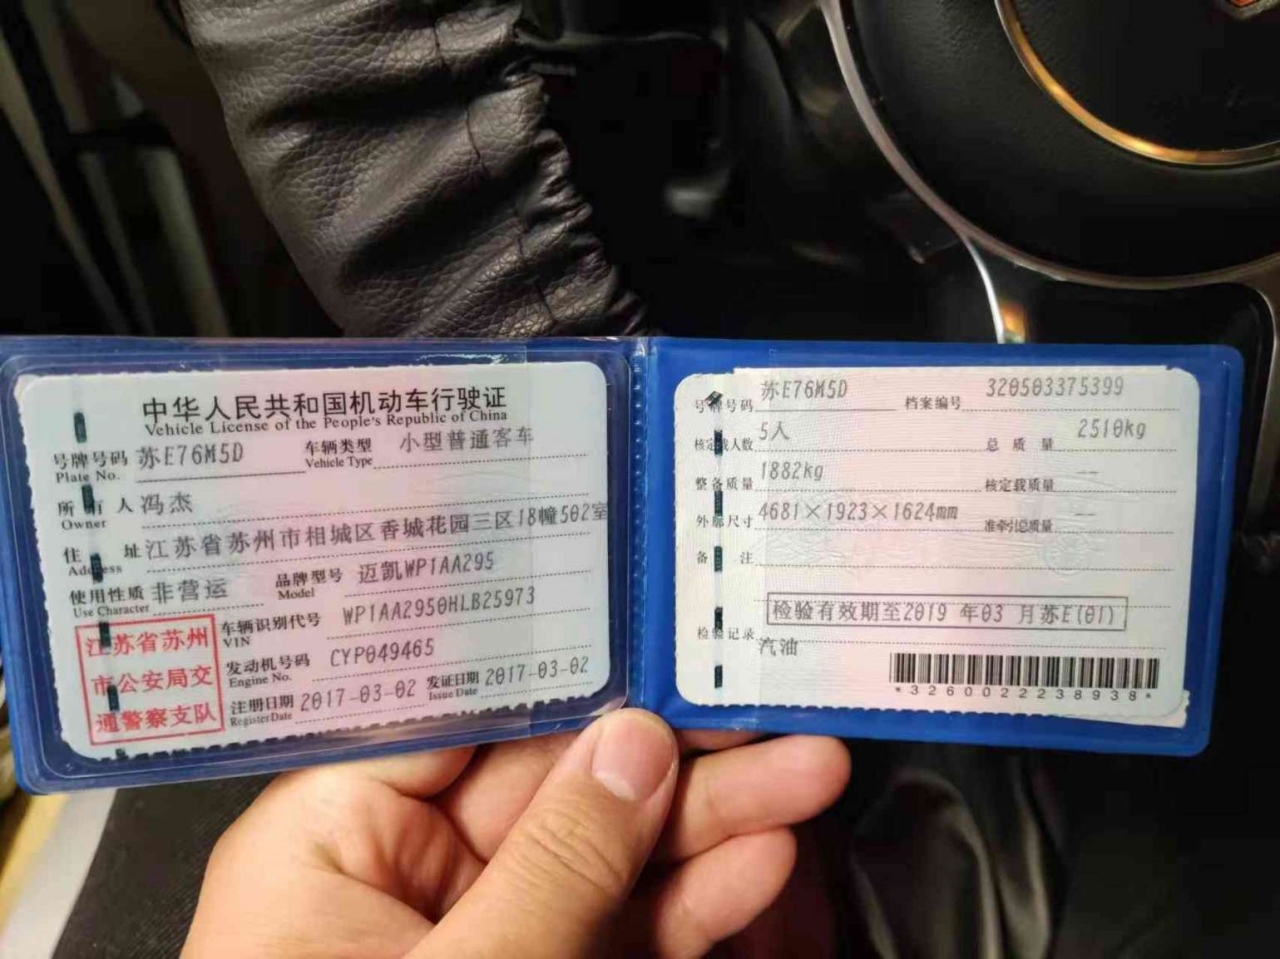 中华人民共和国机动车行驶证
Vehicle License of the People's Republic of China
号牌号码 苏E76M5D 车辆类型 小型普通客车
Plate No. Vehicle Type
所有人 冯杰
Owner
住址 江苏省苏州市相城区香城花园三区18幢502室
Address
使用性质 非营运 品牌型号 迈凯WP1AA295
Use Character Model
江苏省苏州
市公安局交
通警察支队
车辆识别代号 WP1AA2950HLB25973
VIN
发动机号码 CYP049465
Engine No.
注册日期 2017-03-02 发证日期 2017-03-02
Register Date Issue Date
号牌号码 苏E76M5D 档案编号 320503375399
核定载人数 5人 总质量 2510kg
整备质量 1882kg 核定载质量 --
外廓尺寸 4681×1923×1624mm 准牵引总质量 --
备注
检验有效期至2019 年03 月苏E(01)
检验记录
汽油
*3260022238938*